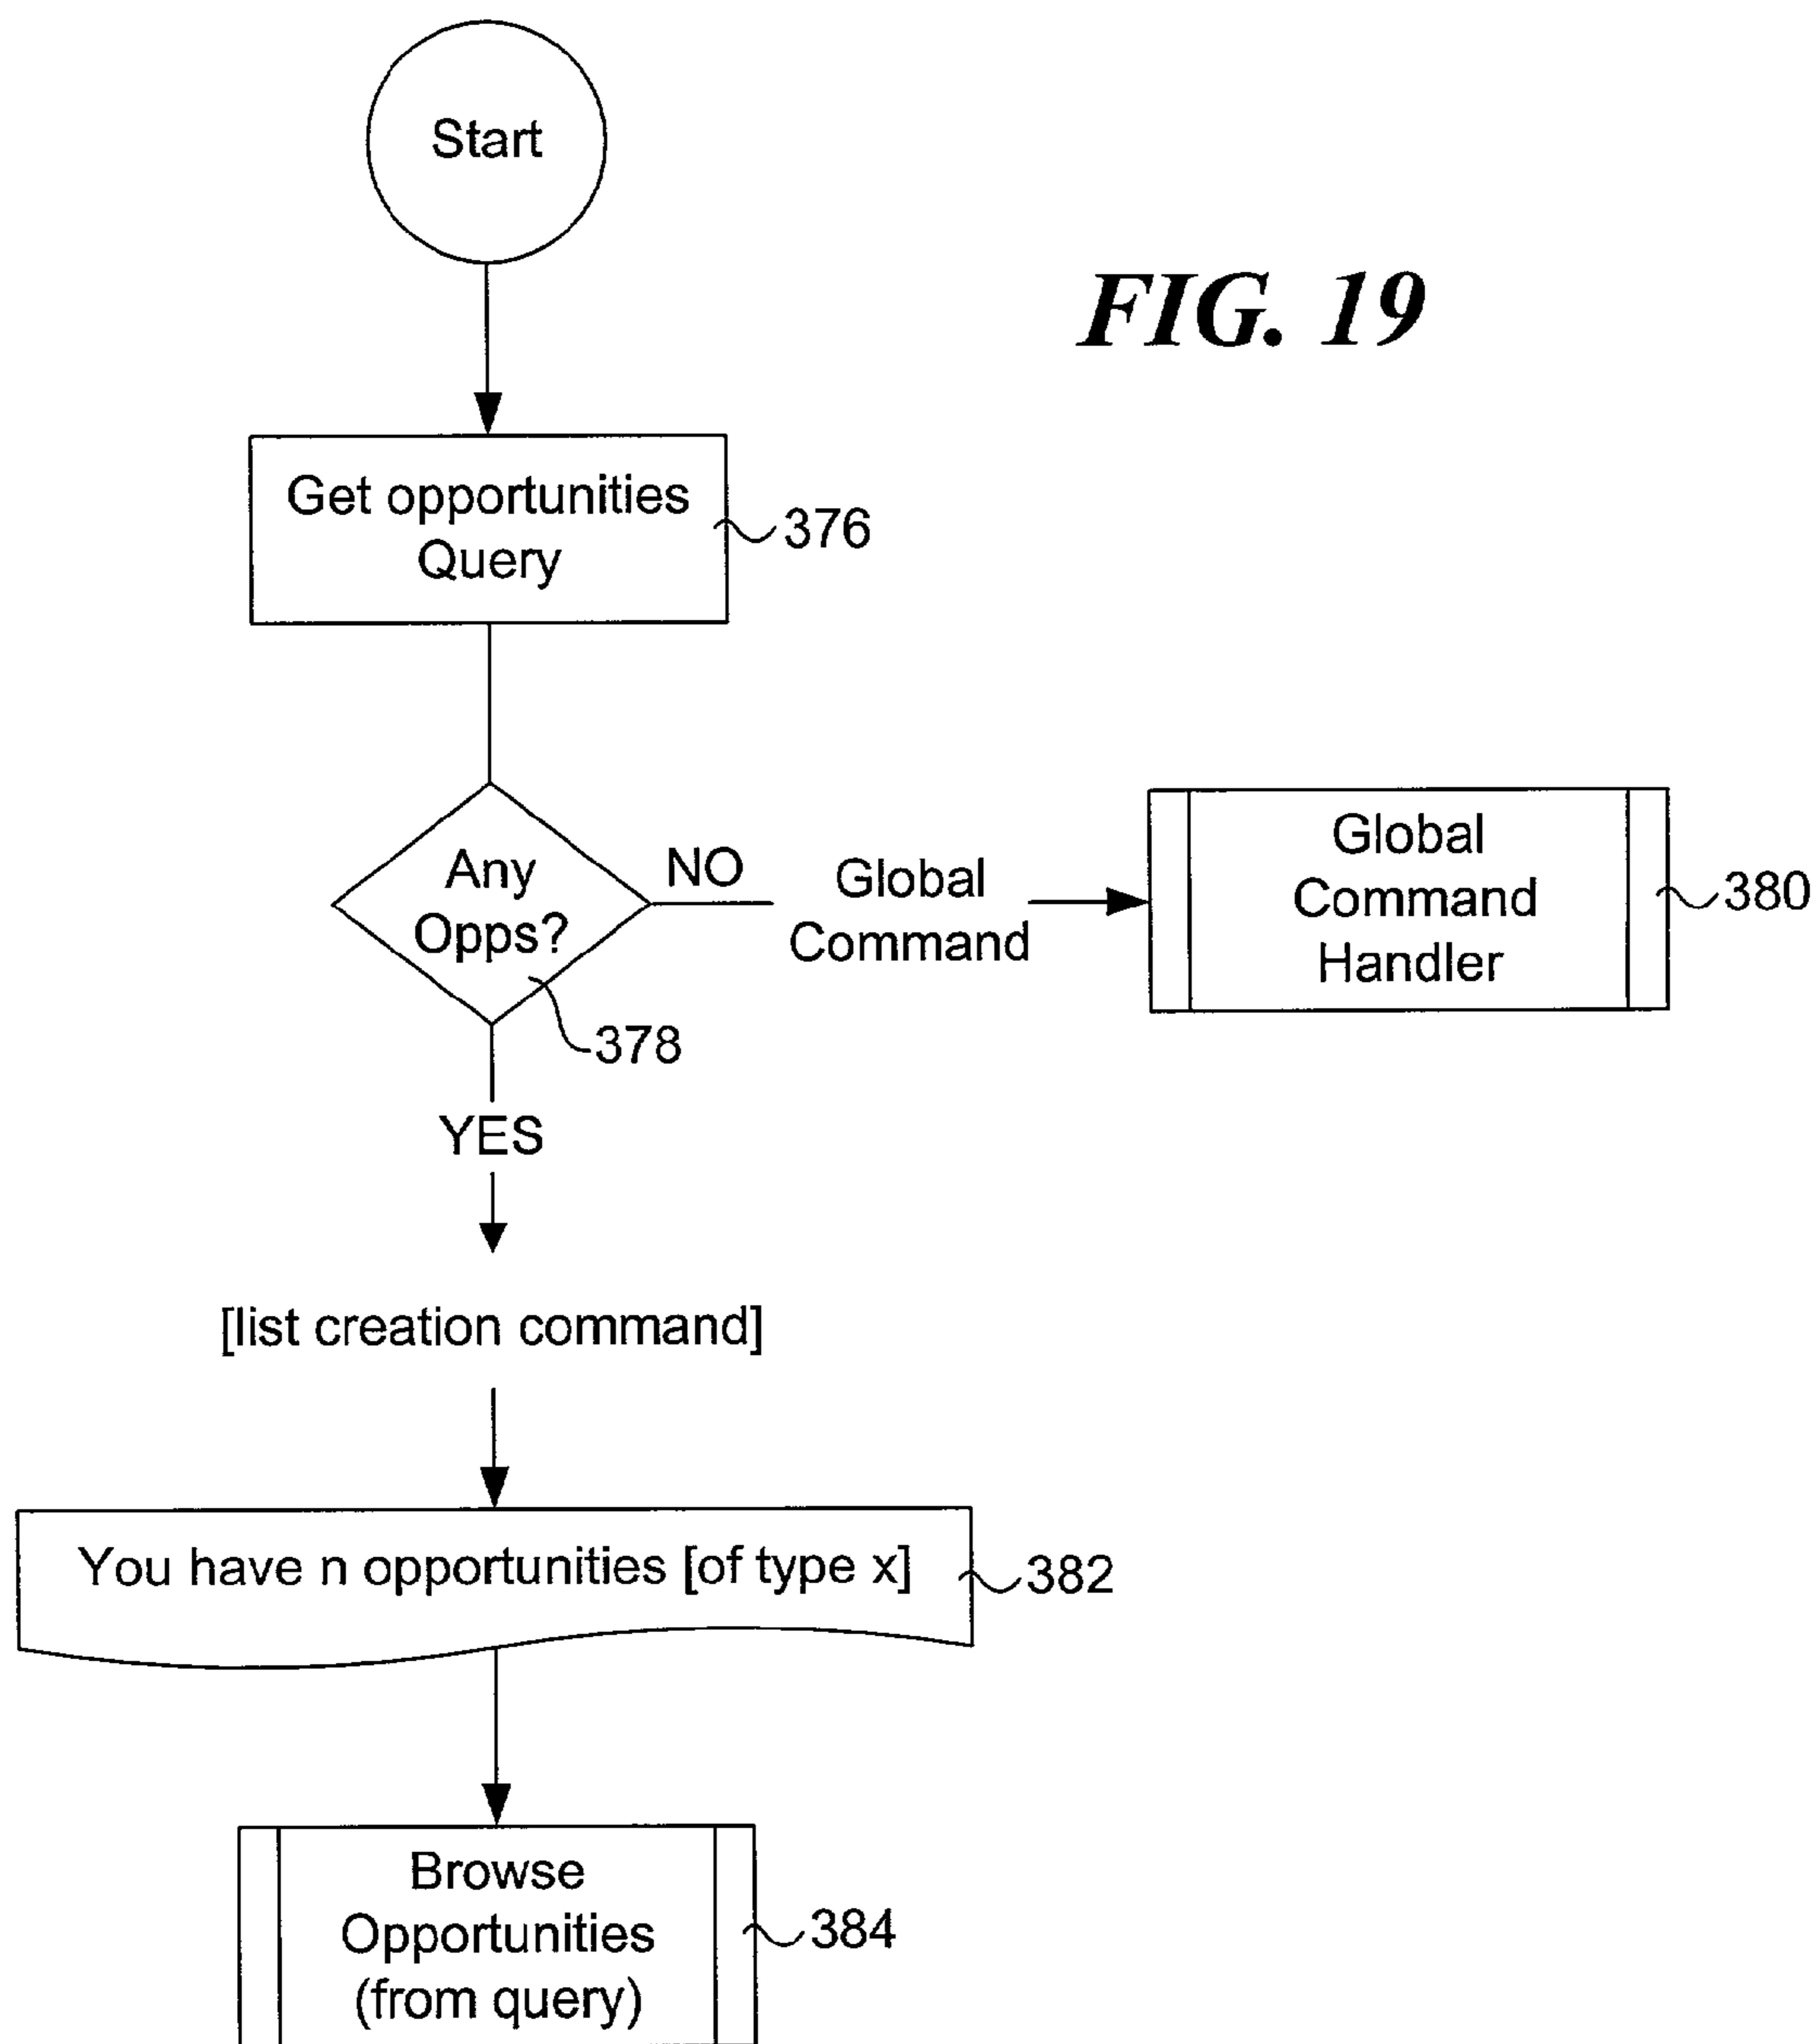 Start
FIG. 19
Get opportunities
Query
376
Any
Opps?
NO
Global
Command
Global
Command
Handler
380
378
YES
[list creation command]
You have n opportunities [of type x]
382
Browse
Opportunities
(from query)
384